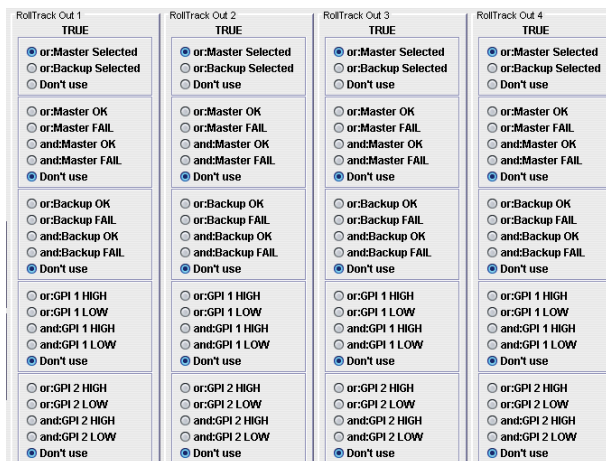 RollTrack Out 1
TRUE
or:Master Selected
or:Backup Selected
Don't use
or:Master OK
or:Master FAIL
and:Master OK
and:Master FAIL
Don't use
or:Backup OK
or:Backup FAIL
and:Backup OK
and:Backup FAIL
Don't use
or:GPI 1 HIGH
or:GPI 1 LOW
and:GPI 1 HIGH
and:GPI 1 LOW
Don't use
or:GPI 2 HIGH
or:GPI 2 LOW
and:GPI 2 HIGH
and:GPI 2 LOW
Don't use
RollTrack Out 2
TRUE
or:Master Selected
or:Backup Selected
Don't use
or:Master OK
or:Master FAIL
and:Master OK
and:Master FAIL
Don't use
or:Backup OK
or:Backup FAIL
and:Backup OK
and:Backup FAIL
Don't use
or:GPI 1 HIGH
or:GPI 1 LOW
and:GPI 1 HIGH
and:GPI 1 LOW
Don't use
or:GPI 2 HIGH
or:GPI 2 LOW
and:GPI 2 HIGH
and:GPI 2 LOW
Don't use
RollTrack Out 3
TRUE
or:Master Selected
or:Backup Selected
Don't use
or:Master OK
or:Master FAIL
and:Master OK
and:Master FAIL
Don't use
or:Backup OK
or:Backup FAIL
and:Backup OK
and:Backup FAIL
Don't use
or:GPI 1 HIGH
or:GPI 1 LOW
and:GPI 1 HIGH
and:GPI 1 LOW
Don't use
or:GPI 2 HIGH
or:GPI 2 LOW
and:GPI 2 HIGH
and:GPI 2 LOW
Don't use
RollTrack Out 4
TRUE
or:Master Selected
or:Backup Selected
Don't use
or:Master OK
or:Master FAIL
and:Master OK
and:Master FAIL
Don't use
or:Backup OK
or:Backup FAIL
and:Backup OK
and:Backup FAIL
Don't use
or:GPI 1 HIGH
or:GPI 1 LOW
and:GPI 1 HIGH
and:GPI 1 LOW
Don't use
or:GPI 2 HIGH
or:GPI 2 LOW
and:GPI 2 HIGH
and:GPI 2 LOW
Don't use